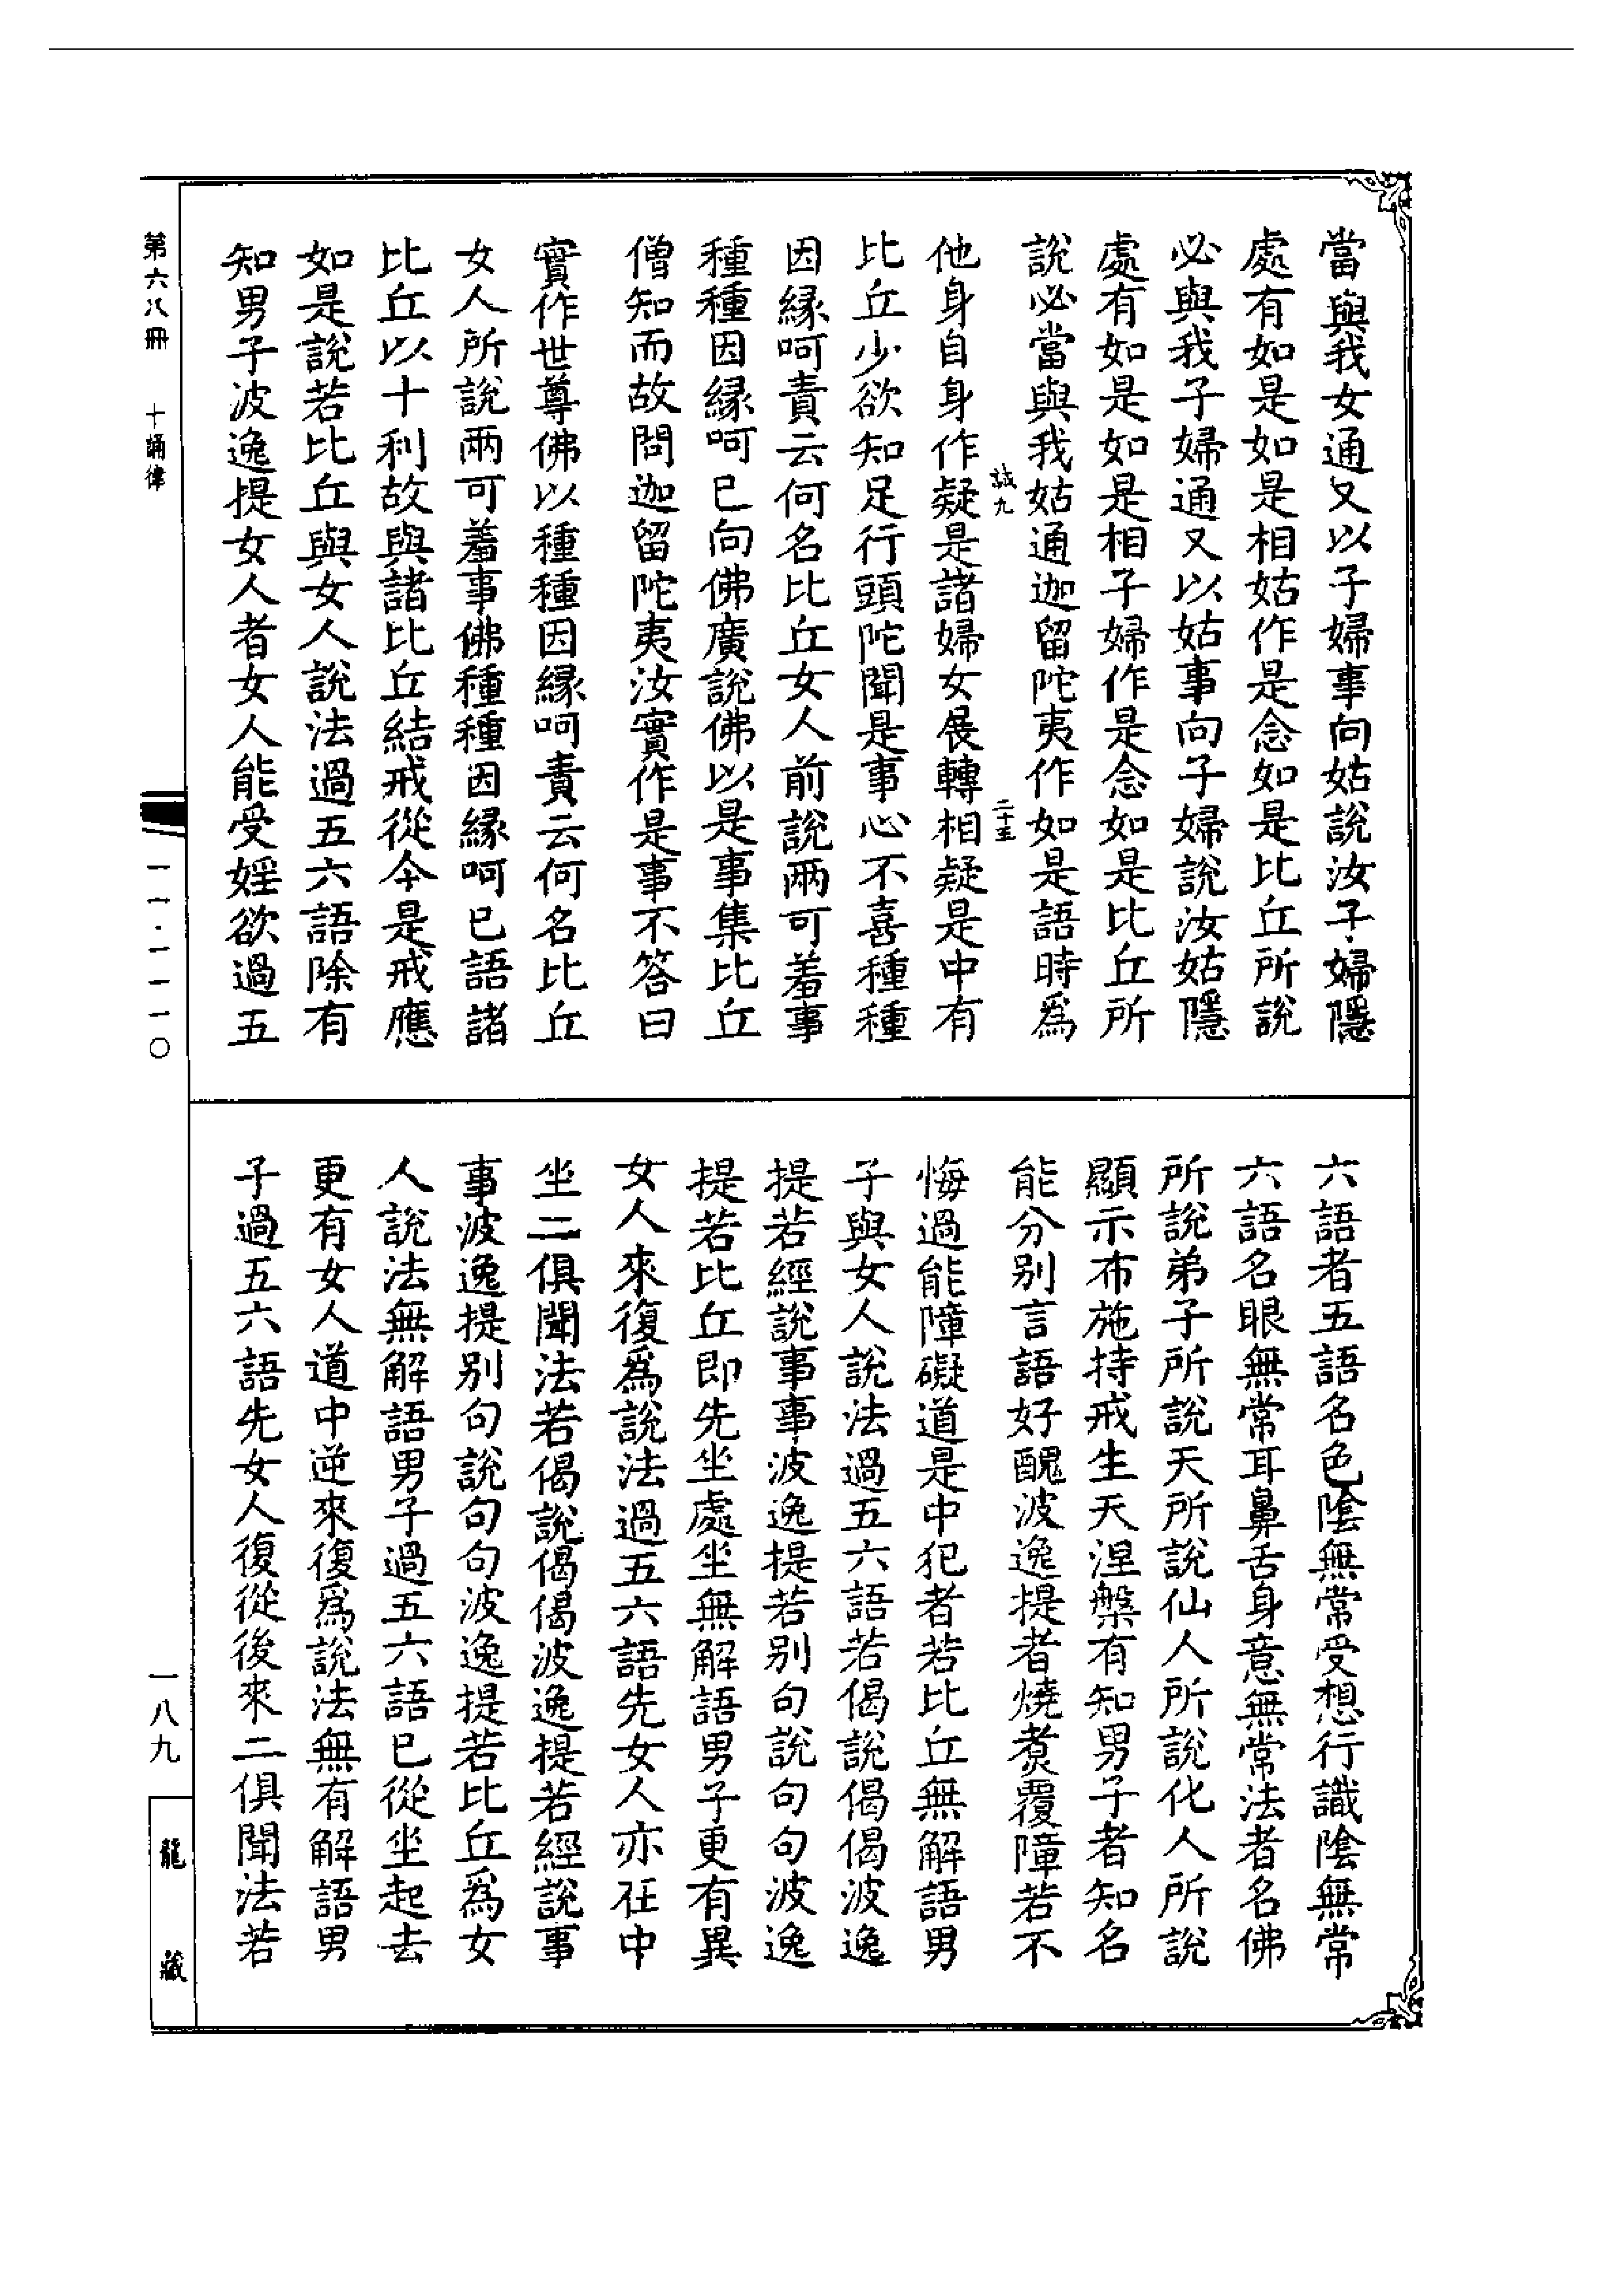 當與我女通又以子婦事向姑說汝子婦隱
處有如是如是相姑作是念如是比丘所說
必與我子婦通又以姑事向子婦說汝姑隱
處有如是如是相子婦作是念如是比丘所
說必當與我姑通迦留陀夷作如是語時爲
誠九 二十五
他身自身作疑是諸婦女展轉相疑是中有
比丘少欲知足行頭陀聞是事心不喜種種
因緣呵責云何名比丘女人前說兩可羞事
種種因緣呵已向佛廣說佛以是事集比丘
僧知而故問迦留陀夷汝實作是事不答曰
實作世尊佛以種種因緣呵責云何名比丘
女人所說兩可羞事佛種種因緣呵已語諸
比丘以十利故與諸比丘結戒從今是戒應
如是說若比丘與女人說法過五六語除有
知男子波逸提女人者女人能受婬欲過五
六語者五語名色陰無常受想行識陰無常
六語名眼無常耳鼻舌身意無常法者名佛
所說弟子所說天所說仙人所說化人所說
顯示布施持戒生天涅槃有知男子者知名
能分别言語好醜波逸提者燒煑覆障若不
悔過能障礙道是中犯者若比丘無解語男
子與女人說法過五六語若偈說偈偈波逸
提若經說事事波逸提若别句說句句波逸
提若比丘即先坐處坐無解語男子更有異
女人來復爲說法過五六語先女人亦在中
坐二俱聞法若偈說偈偈波逸提若經說事
事波逸提别句說句句波逸提若比丘爲女
人說法無解語男子過五六語已從坐起去
更有女人道中逆來復爲說法無有解語男
子過五六語先女人復從後來二俱聞法若
第六八冊 十誦律
一一·一一一〇
一八九
龍藏